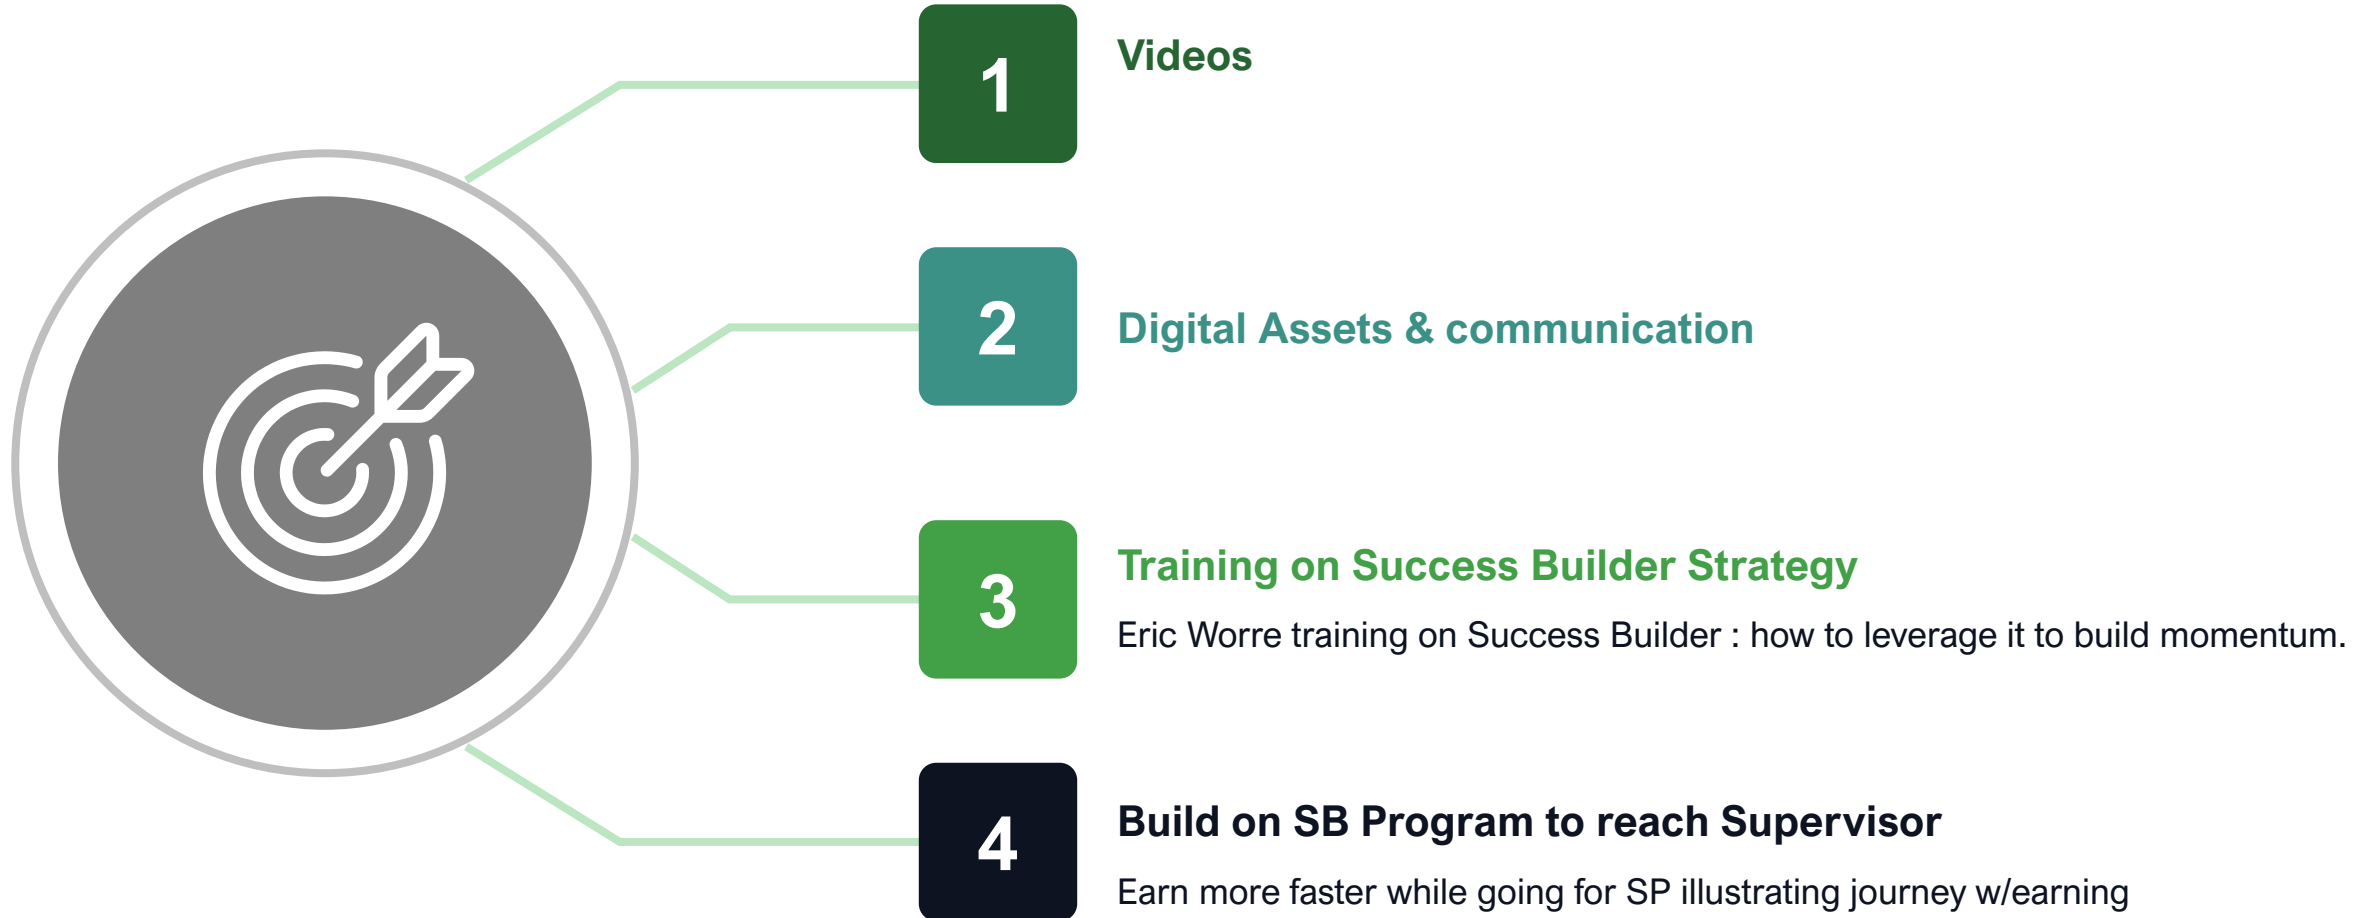 1
Videos
2
Digital Assets & communication
3
Training on Success Builder Strategy
Eric Worre training on Success Builder : how to leverage it to build momentum.
4
Build on SB Program to reach Supervisor
Earn more faster while going for SP illustrating journey w/earning